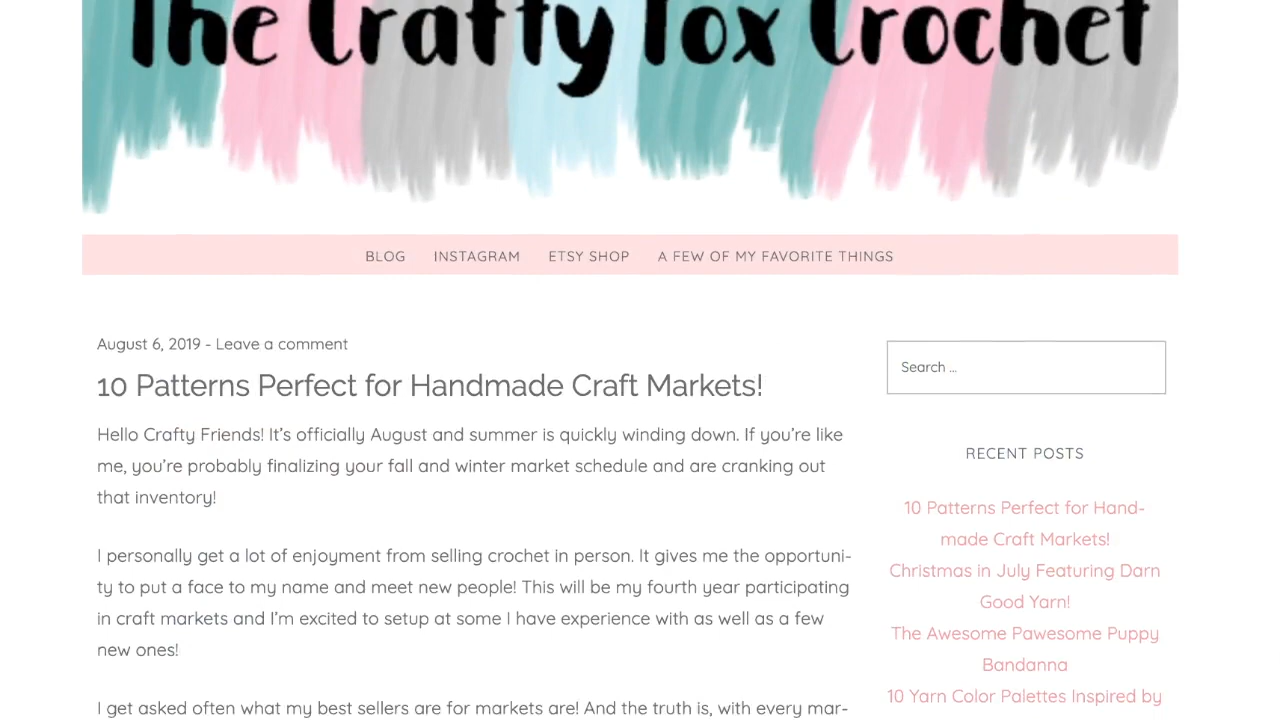 The Crafty Fox Crochet
BLOG INSTAGRAM ETSY SHOP A FEW OF MY FAVORITE THINGS
August 6, 2019 - Leave a comment
10 Patterns Perfect for Handmade Craft Markets!
Hello Crafty Friends! It’s officially August and summer is quickly winding down. If you’re like
me, you’re probably finalizing your fall and winter market schedule and are cranking out
that inventory!
I personally get a lot of enjoyment from selling crochet in person. It gives me the opportuni-
ty to put a face to my name and meet new people! This will be my fourth year participating
in craft markets and I’m excited to setup at some I have experience with as well as a few
new ones!
I get asked often what my best sellers are for markets are! And the truth is, with every mar-
Search ...
RECENT POSTS
10 Patterns Perfect for Hand-
made Craft Markets!
Christmas in July Featuring Darn
Good Yarn!
The Awesome Pawesome Puppy
Bandanna
10 Yarn Color Palettes Inspired by